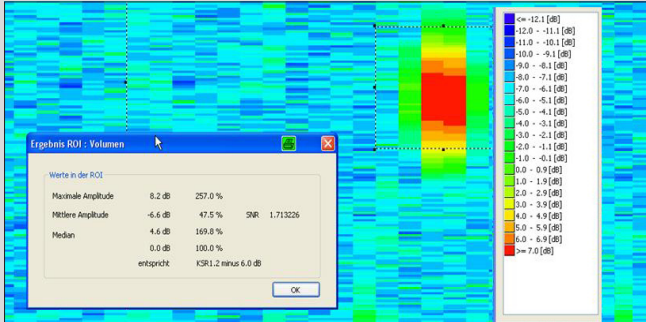 Ergebnis ROI : Volumen
Werte in der ROI
Maximale Amplitude 8.2 dB 257.0 %
Mittlere Amplitude -6.6 dB 47.5 % SNR 1.713226
Median 4.6 dB 169.8 %
0.0 dB 100.0 %
entspricht KSR1.2 minus 6.0 dB
OK
<= -12.1 [dB]
-12.0 - -11.1 [dB]
-11.0 - -10.1 [dB]
-10.0 - -9.1 [dB]
-9.0 - -8.1 [dB]
-8.0 - -7.1 [dB]
-7.0 - -6.1 [dB]
-6.0 - -5.1 [dB]
-5.0 - -4.1 [dB]
-4.0 - -3.1 [dB]
-3.0 - -2.1 [dB]
-2.0 - -1.1 [dB]
-1.0 - -0.1 [dB]
0.0 - 0.9 [dB]
1.0 - 1.9 [dB]
2.0 - 2.9 [dB]
3.0 - 3.9 [dB]
4.0 - 4.9 [dB]
5.0 - 5.9 [dB]
6.0 - 6.9 [dB]
>= 7.0 [dB]